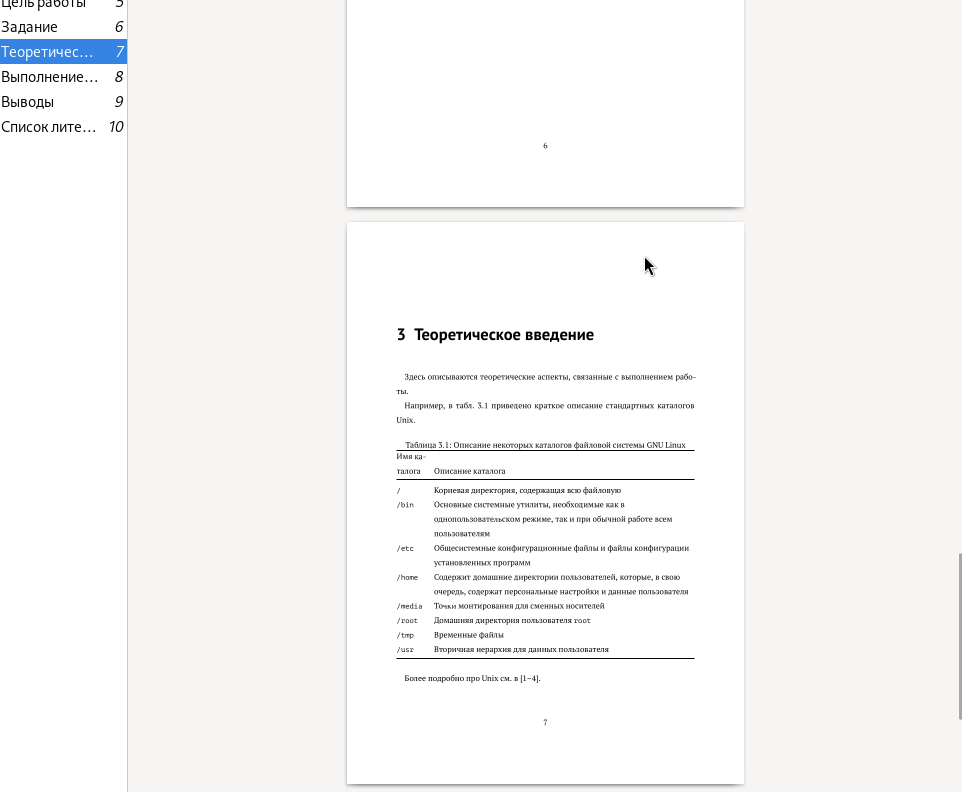 Цель работы 5
Задание 6
Теоретичес… 7
Выполнение… 8
Выводы 9
Список лите… 10
6
3 Теоретическое введение
Здесь описываются теоретические аспекты, связанные с выполнением рабо-
ты.
Например, в табл. 3.1 приведено краткое описание стандартных каталогов
Unix.
Таблица 3.1: Описание некоторых каталогов файловой системы GNU Linux
Имя ка-
талога Описание каталога
/ Корневая директория, содержащая всю файловую
/bin Основные системные утилиты, необходимые как в
однопользовательском режиме, так и при обычной работе всем
пользователям
/etc Общесистемные конфигурационные файлы и файлы конфигурации
установленных программ
/home Содержит домашние директории пользователей, которые, в свою
очередь, содержат персональные настройки и данные пользователя
/media Точки монтирования для сменных носителей
/root Домашняя директория пользователя root
/tmp Временные файлы
/usr Вторичная иерархия для данных пользователя
Более подробно про Unix см. в [1–4].
7